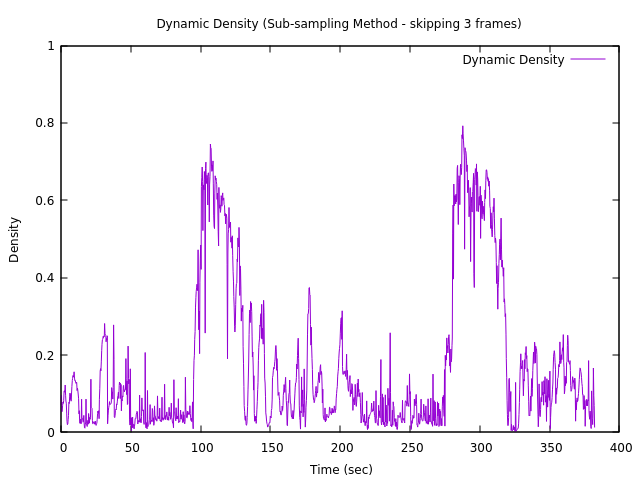 Dynamic Density (Sub-sampling Method - skipping 3 frames)
Dynamic Density
1
0.8
0.6
0.4
0.2
0
Density
0 50 100 150 200 250 300 350 400
Time (sec)